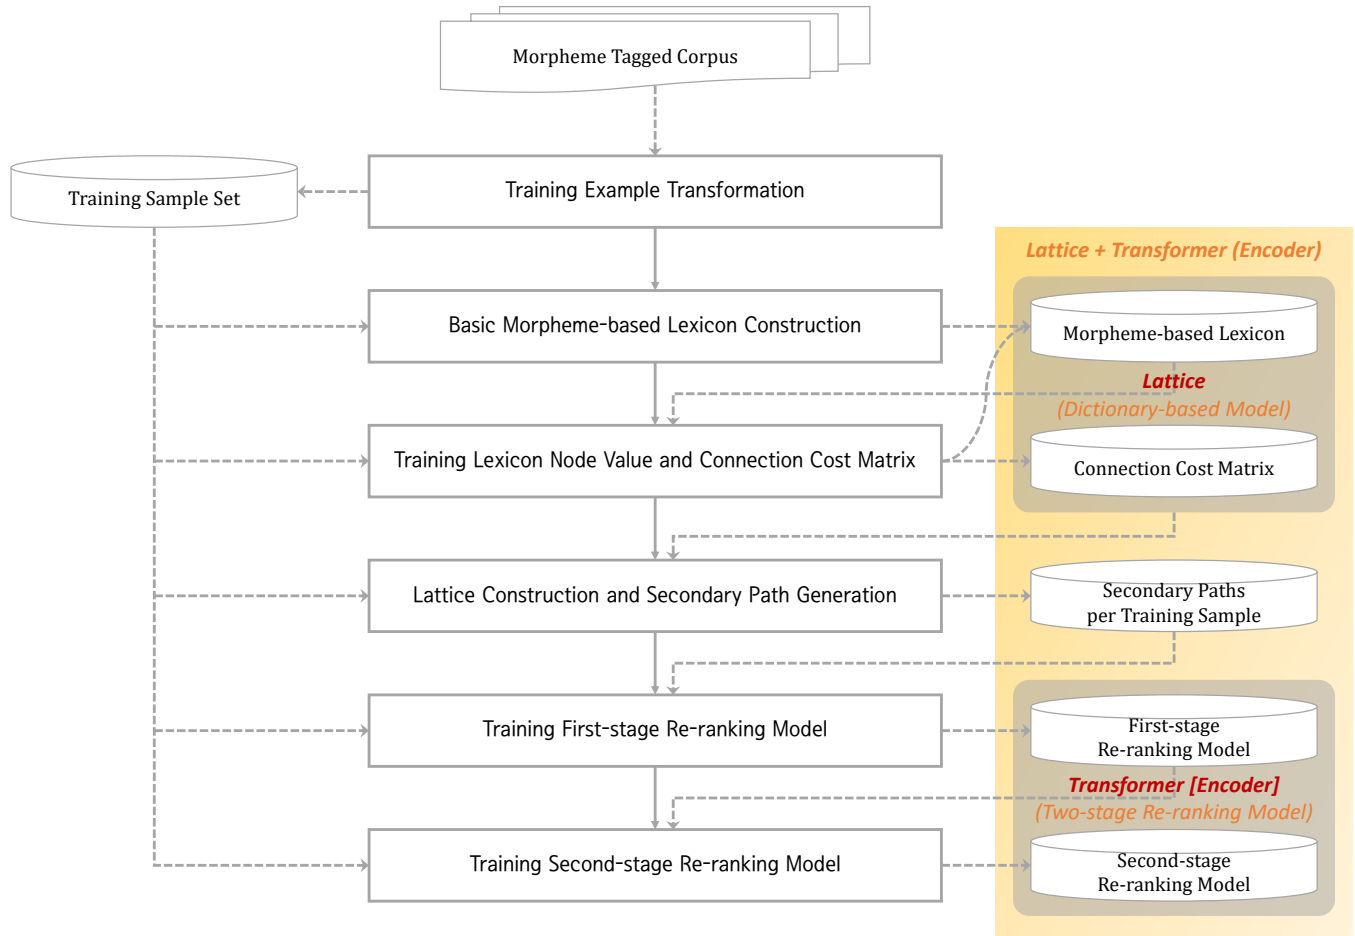 Morpheme Tagged Corpus
Training Example Transformation
Training Sample Set
Lattice + Transformer (Encoder)
Basic Morpheme-based Lexicon Construction
Morpheme-based Lexicon
Lattice
(Dictionary-based Model)
Training Lexicon Node Value and Connection Cost Matrix
Connection Cost Matrix
Lattice Construction and Secondary Path Generation
Secondary Paths
per Training Sample
Training First-stage Re-ranking Model
First-stage
Re-ranking Model
Transformer [Encoder]
(Two-stage Re-ranking Model)
Training Second-stage Re-ranking Model
Second-stage
Re-ranking Model